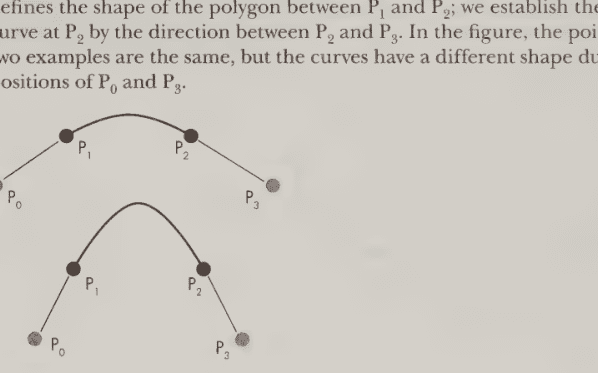 efines the shape of the polygon between P₁ and P₂; we establish the
urve at P₂ by the direction between P₂ and P₃. In the figure, the poi
wo examples are the same, but the curves have a different shape du
ositions of P₀ and P₃.
P₁ P₂
P₀ P₃
P₁ P₂
P₀ P₃